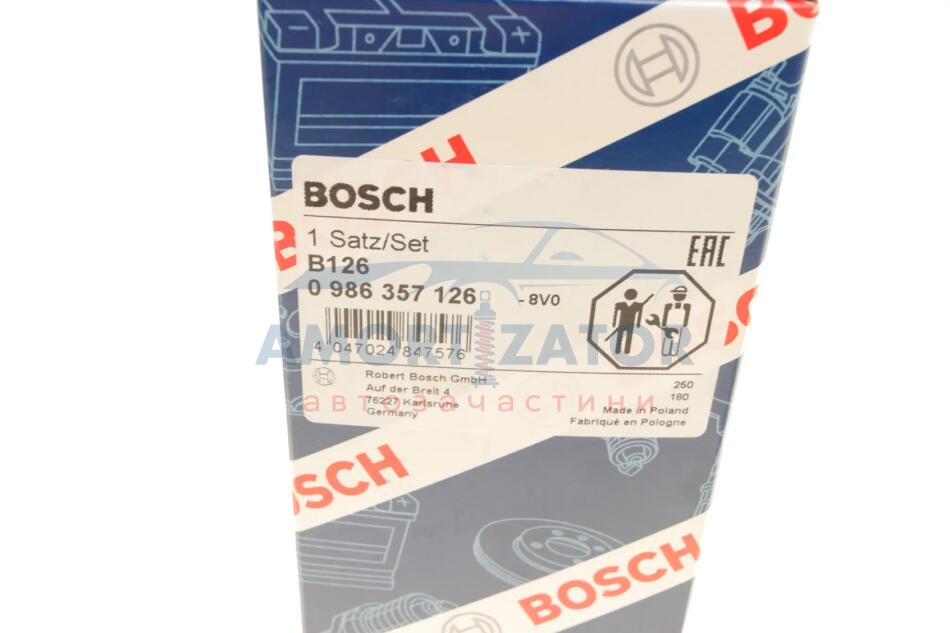 BOSCH
1 Satz/Set
B126
0 986 357 126 - 8V0
EAC
4 047024 847576
AMORTIZATOR
автозапчастини
Robert Bosch GmbH
Auf der Breit 4
76227 Karlsruhe
Germany
250
180
Made in Poland
Fabriqué en Pologne
BOSCH
BOSCH